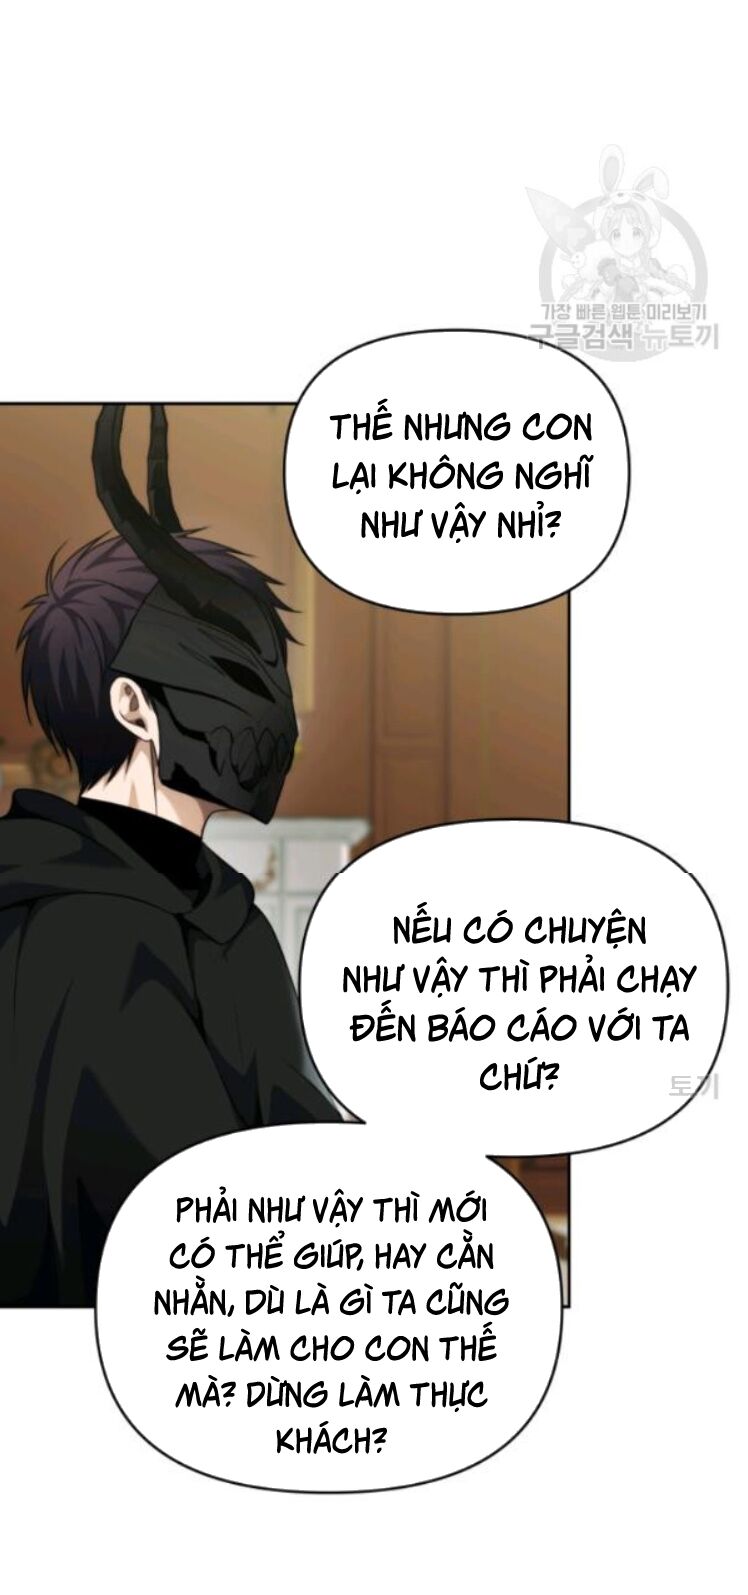 가장 빠른 웹툰 미리보기
구글검색 뉴토끼
THẾ NHƯNG CON
LẠI KHÔNG NGHĨ
NHƯ VẬY NHỈ?
NẾU CÓ CHUYỆN
NHƯ VẬY THÌ PHẢI CHẠY
ĐẾN BÁO CÁO VỚI TA
CHỨ?
토끼
PHẢI NHƯ VẬY THÌ MỚI
CÓ THỂ GIÚP, HAY CẰN
NHẰN, DÙ LÀ GÌ TA CŨNG
SẼ LÀM CHO CON THẾ
MÀ? DỪNG LÀM THỰC
KHÁCH?